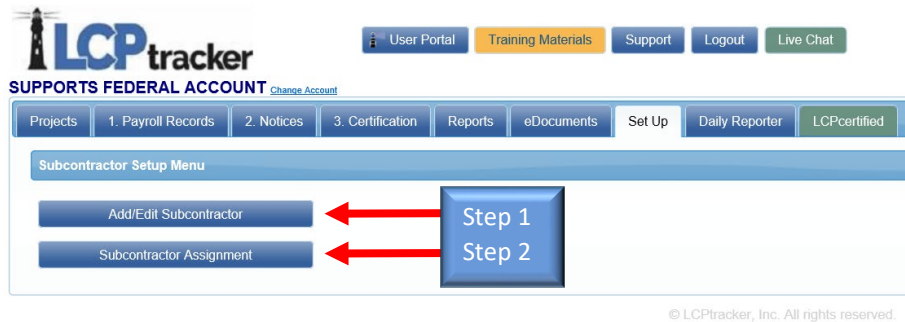 LCPtracker
User Portal
Training Materials
Support
Logout
Live Chat
SUPPORTS FEDERAL ACCOUNT Change Account
Projects
1. Payroll Records
2. Notices
3. Certification
Reports
eDocuments
Set Up
Daily Reporter
LCPcertified
Subcontractor Setup Menu
Add/Edit Subcontractor
Step 1
Subcontractor Assignment
Step 2
© LCPtracker, Inc. All rights reserved.